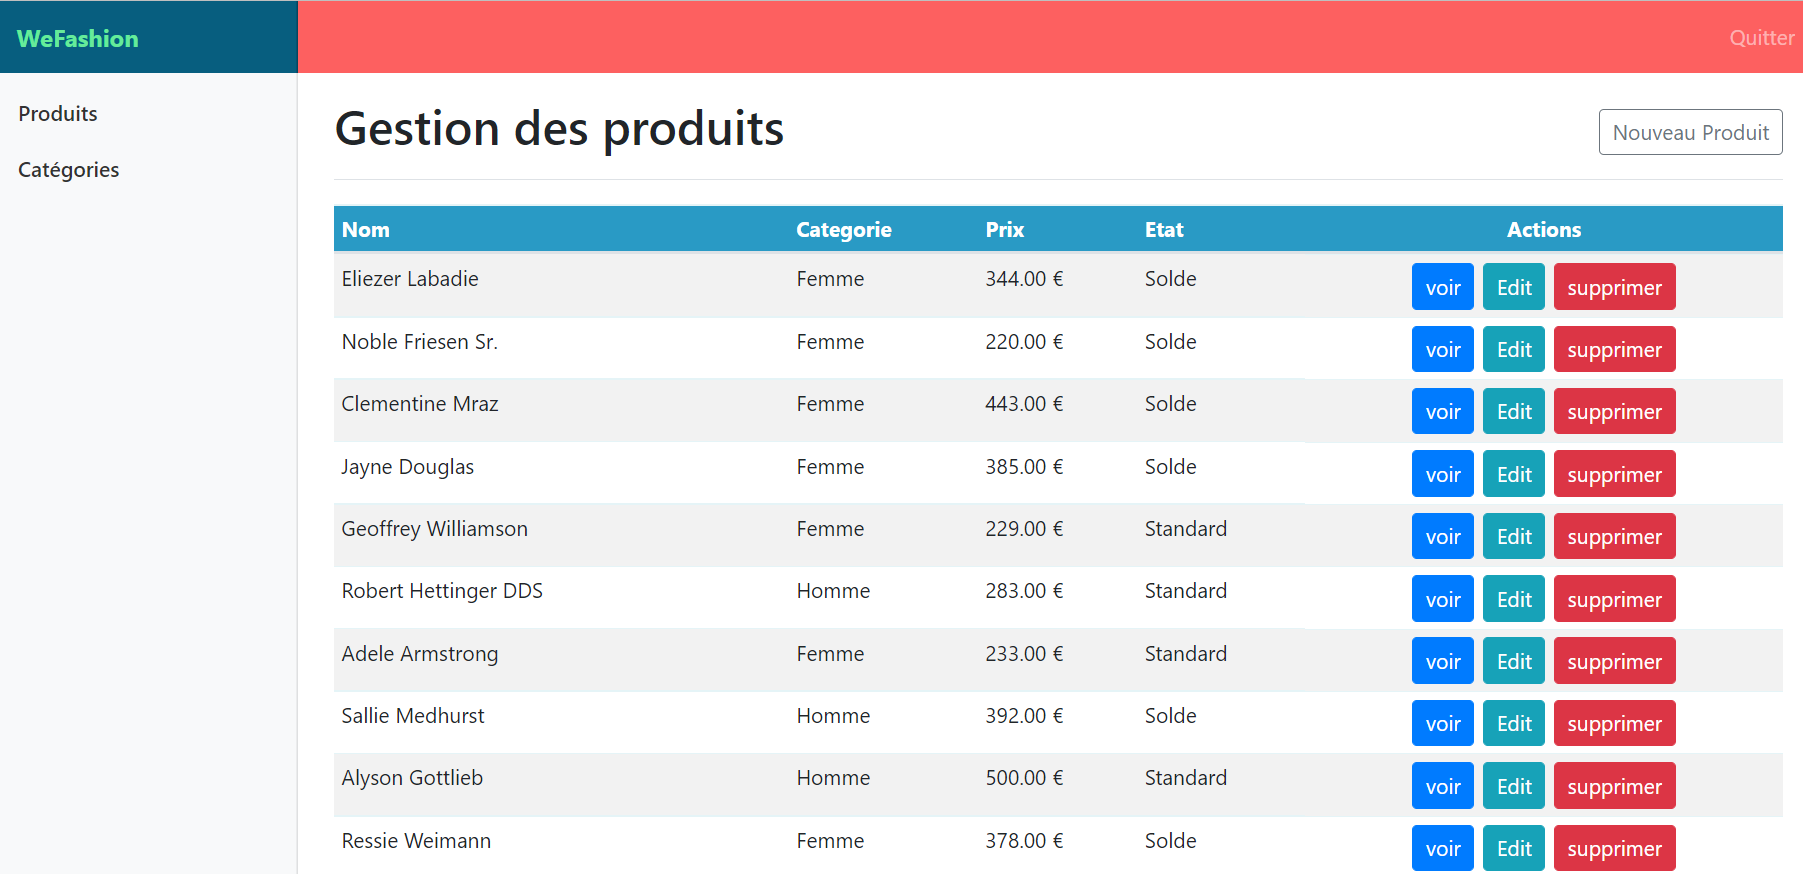 WeFashion
Quitter
Produits
Catégories
Gestion des produits
Nouveau Produit
Nom Categorie Prix Etat Actions
Eliezer Labadie Femme 344.00 € Solde voir Edit supprimer
Noble Friesen Sr. Femme 220.00 € Solde voir Edit supprimer
Clementine Mraz Femme 443.00 € Solde voir Edit supprimer
Jayne Douglas Femme 385.00 € Solde voir Edit supprimer
Geoffrey Williamson Femme 229.00 € Standard voir Edit supprimer
Robert Hettinger DDS Homme 283.00 € Standard voir Edit supprimer
Adele Armstrong Femme 233.00 € Standard voir Edit supprimer
Sallie Medhurst Homme 392.00 € Solde voir Edit supprimer
Alyson Gottlieb Homme 500.00 € Standard voir Edit supprimer
Ressie Weimann Femme 378.00 € Solde voir Edit supprimer